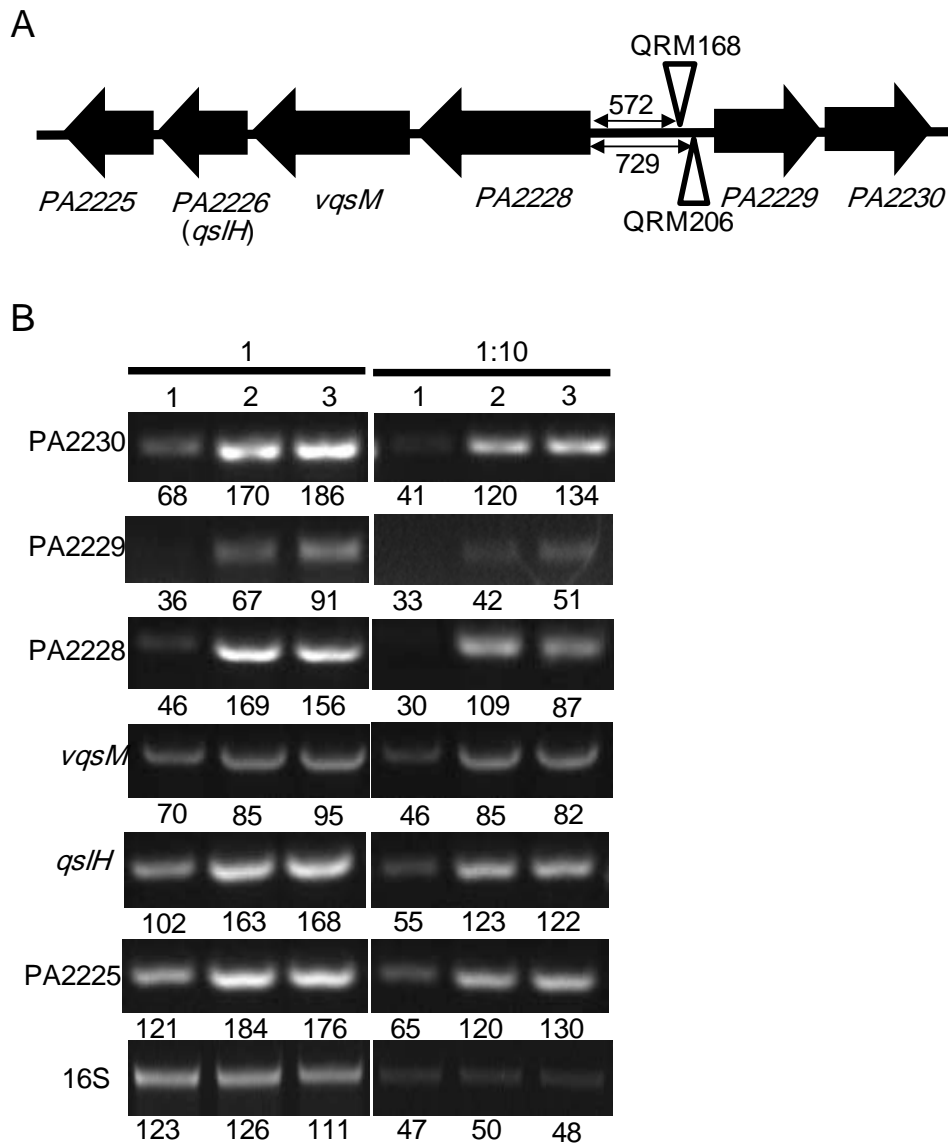 A
QRM168
572
729
PA2225
PA2226
(qslH)
vqsM
PA2228
QRM206
PA2229
PA2230
B
1 1:10
1 2 3 1 2 3
PA2230
68 170 186 41 120 134
PA2229
36 67 91 33 42 51
PA2228
46 169 156 30 109 87
vqsM
70 85 95 46 85 82
qslH
102 163 168 55 123 122
PA2225
121 184 176 65 120 130
16S
123 126 111 47 50 48